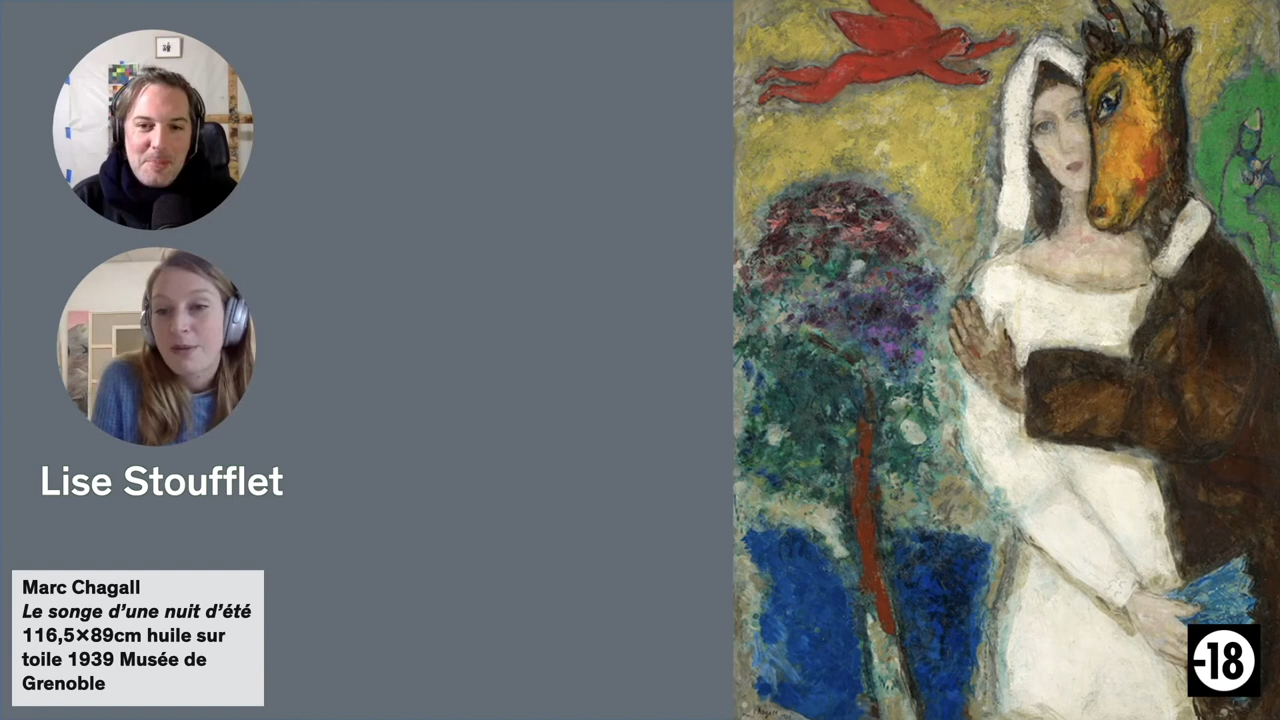 Lise Stoufflet
Marc Chagall
Le songe d'une nuit d'été
116,5×89cm huile sur
toile 1939 Musée de
Grenoble
-18